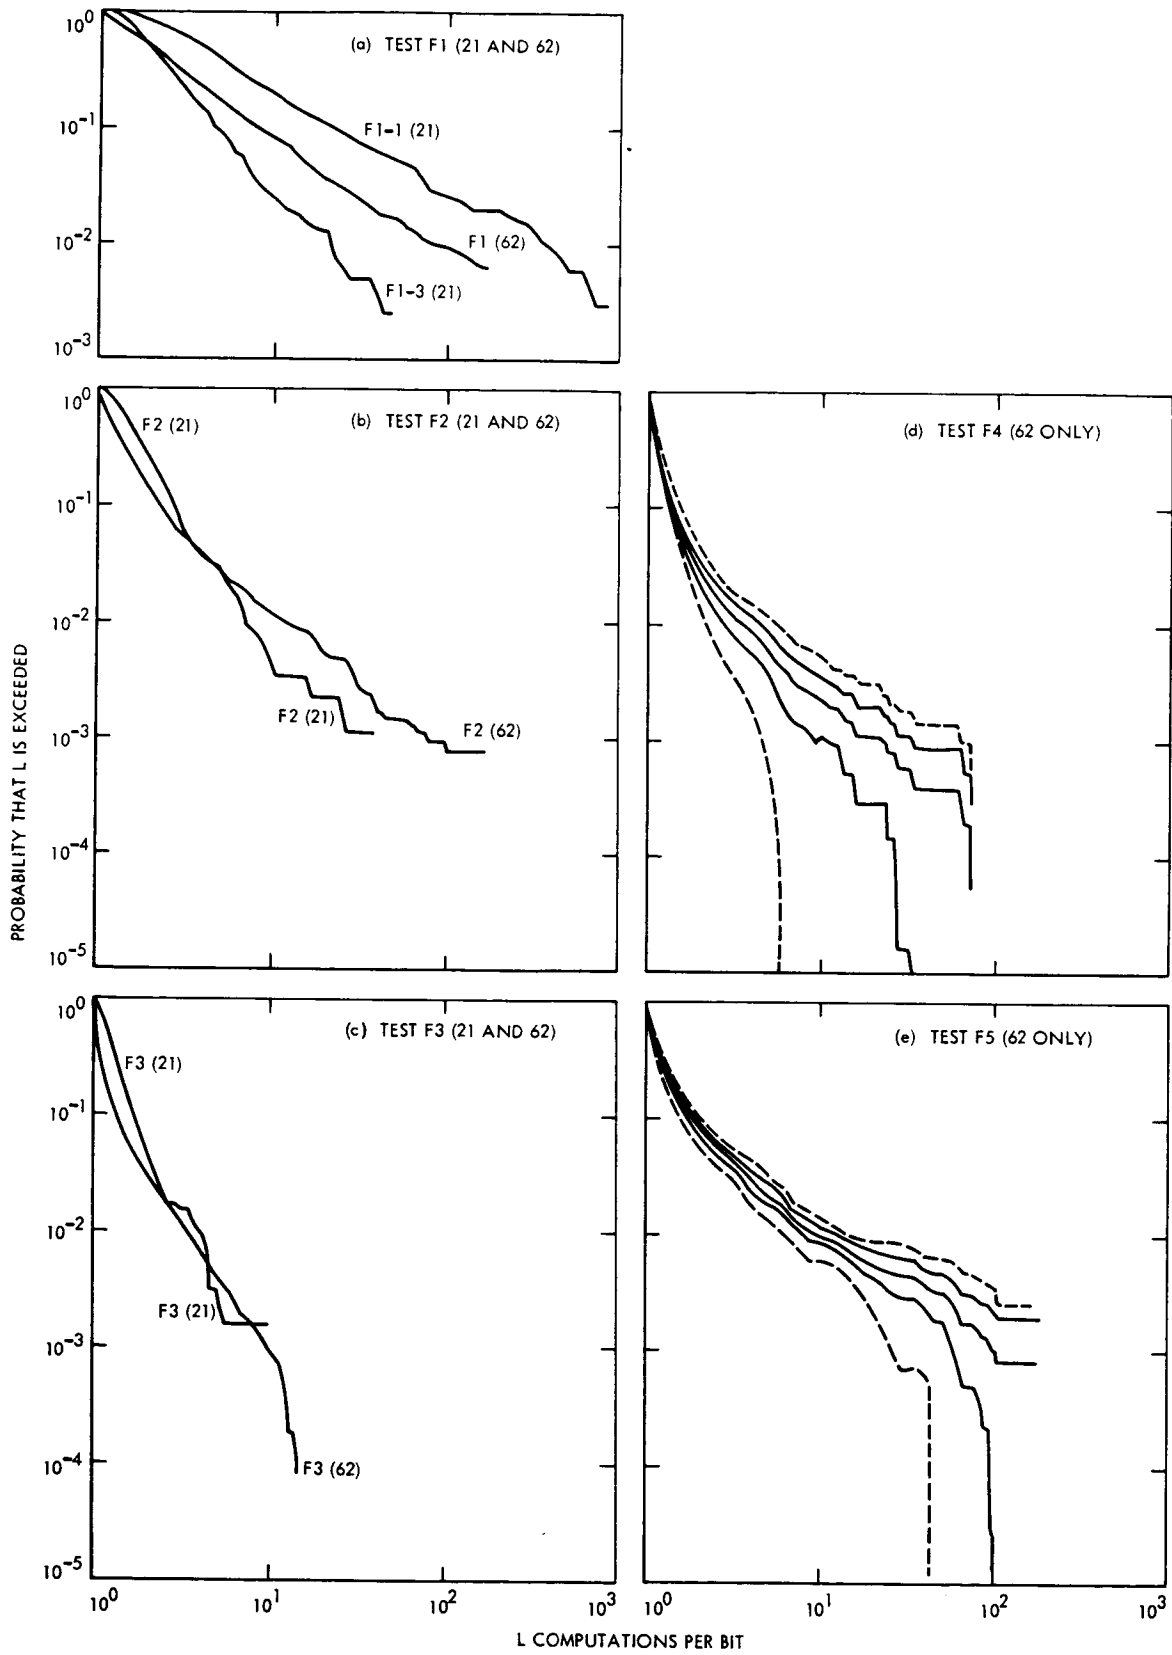 PROBABILITY THAT L IS EXCEEDED
(a) TEST F1 (21 AND 62)
10^0
10^-1
10^-2
10^-3
F1-1 (21)
F1 (62)
F1-3 (21)
(b) TEST F2 (21 AND 62)
10^0
10^-1
10^-2
10^-3
10^-4
10^-5
F2 (21)
F2 (21)
F2 (62)
(d) TEST F4 (62 ONLY)
(c) TEST F3 (21 AND 62)
10^0
10^-1
10^-2
10^-3
10^-4
10^-5
F3 (21)
F3 (21)
F3 (62)
(e) TEST F5 (62 ONLY)
10^0 10^1 10^2 10^3
10^0 10^1 10^2 10^3
L COMPUTATIONS PER BIT